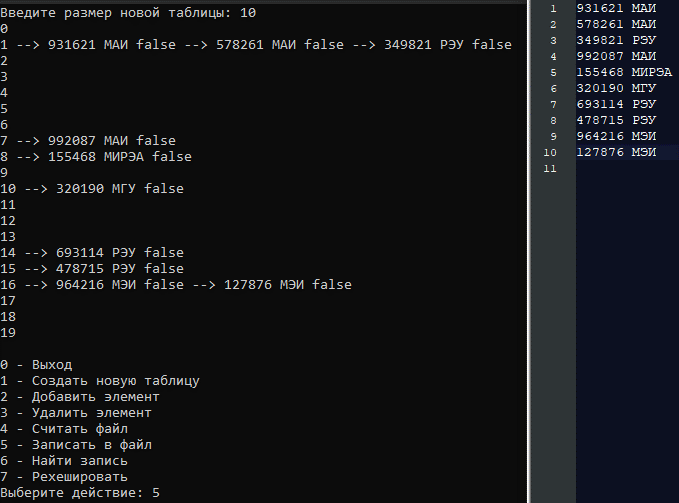 Введите размер новой таблицы: 10
0
1 --> 931621 МАИ false --> 578261 МАИ false --> 349821 РЭУ false
2
3
4
5
6
7 --> 992087 МАИ false
8 --> 155468 МИРЭА false
9
10 --> 320190 МГУ false
11
12
13
14 --> 693114 РЭУ false
15 --> 478715 РЭУ false
16 --> 964216 МЭИ false --> 127876 МЭИ false
17
18
19
0 - Выход
1 - Создать новую таблицу
2 - Добавить элемент
3 - Удалить элемент
4 - Считать файл
5 - Записать в файл
6 - Найти запись
7 - Рехешировать
Выберите действие: 5
1 931621 МАИ
2 578261 МАИ
3 349821 РЭУ
4 992087 МАИ
5 155468 МИРЭА
6 320190 МГУ
7 693114 РЭУ
8 478715 РЭУ
9 964216 МЭИ
10 127876 МЭИ
11